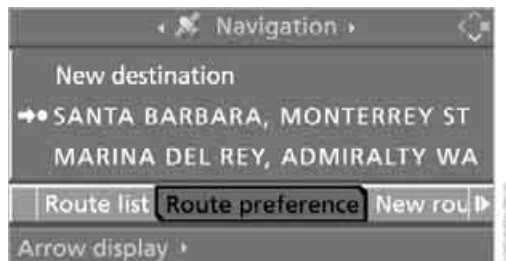 Navigation
New destination
SANTA BARBARA, MONTERREY ST
MARINA DEL REY, ADMIRALTY WA
Route list Route preference New rou
Arrow display